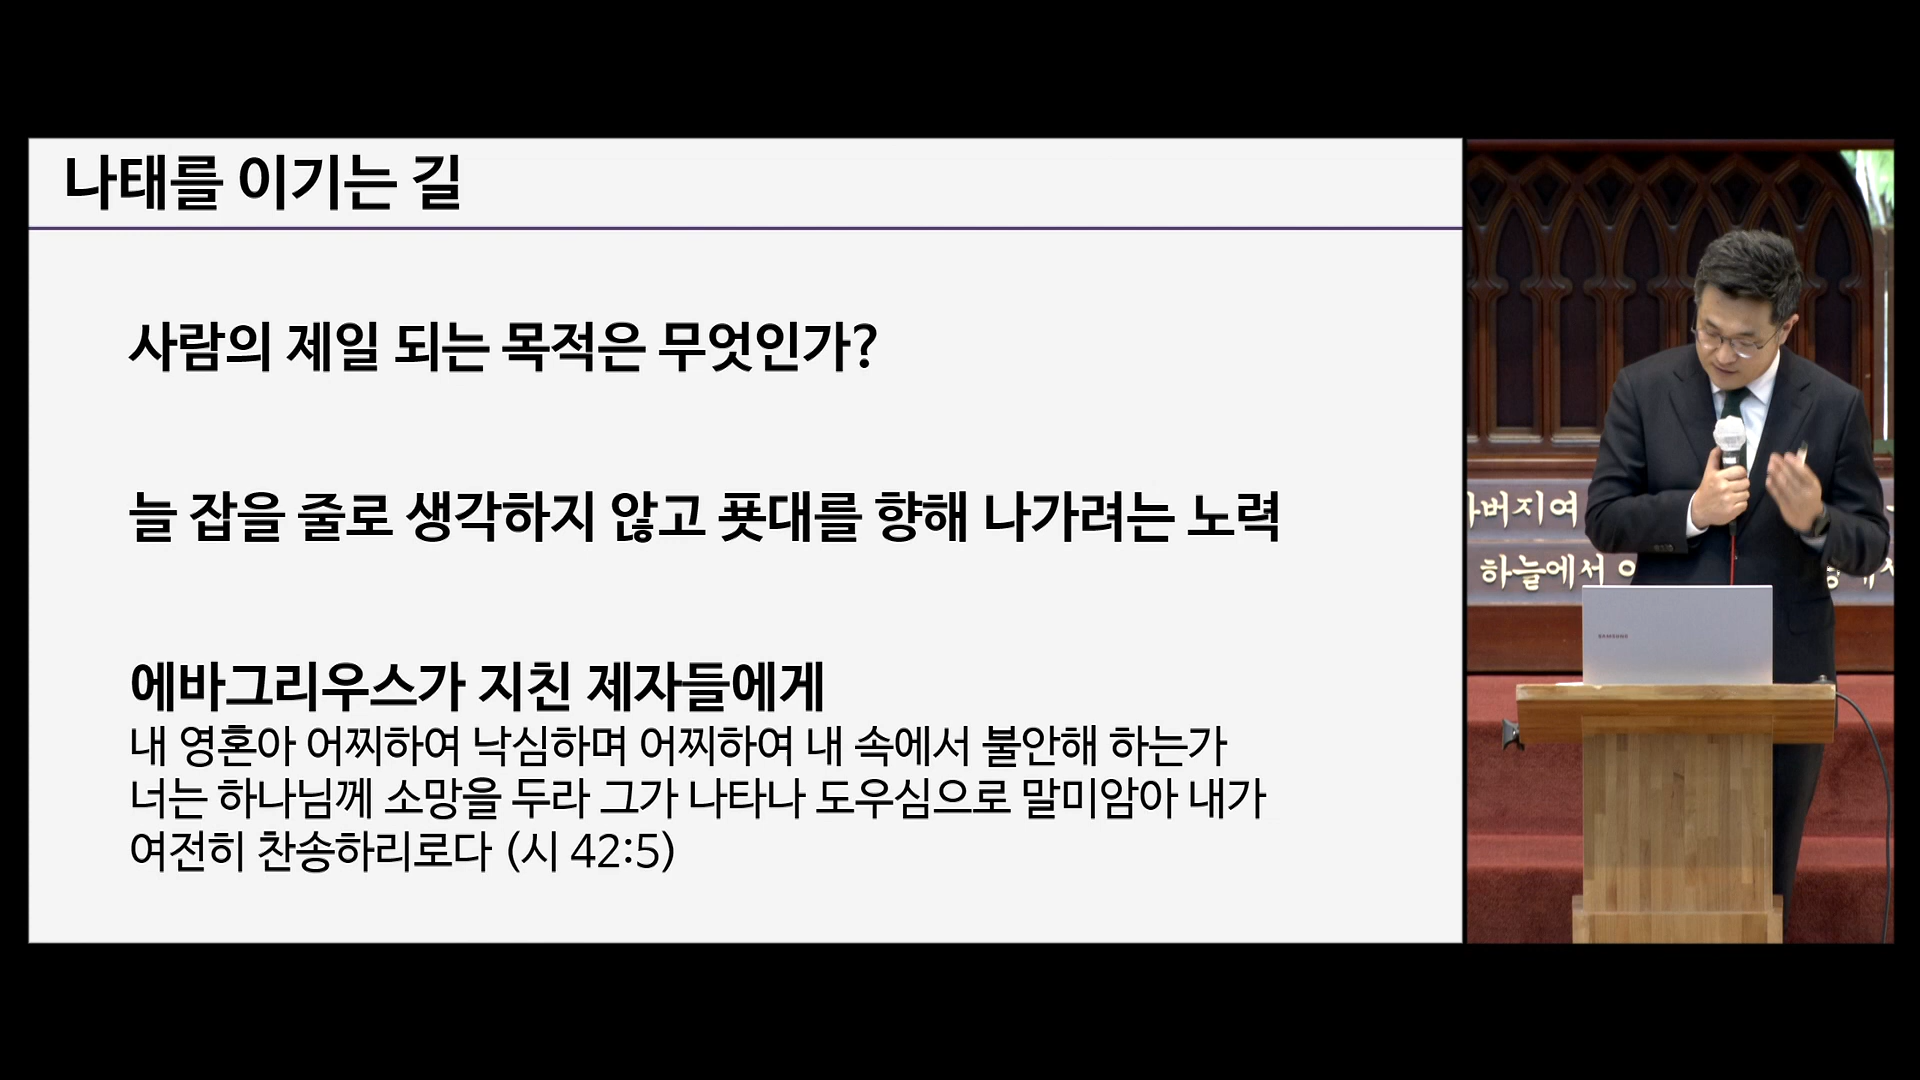 나태를 이기는 길
사람의 제일 되는 목적은 무엇인가?
늘 잡을 줄로 생각하지 않고 푯대를 향해 나가려는 노력
에바그리우스가 지친 제자들에게
내 영혼아 어찌하여 낙심하며 어찌하여 내 속에서 불안해 하는가
너는 하나님께 소망을 두라 그가 나타나 도우심으로 말미암아 내가
여전히 찬송하리로다 (시 42:5)
버지여
하늘에서
SAMSUNG